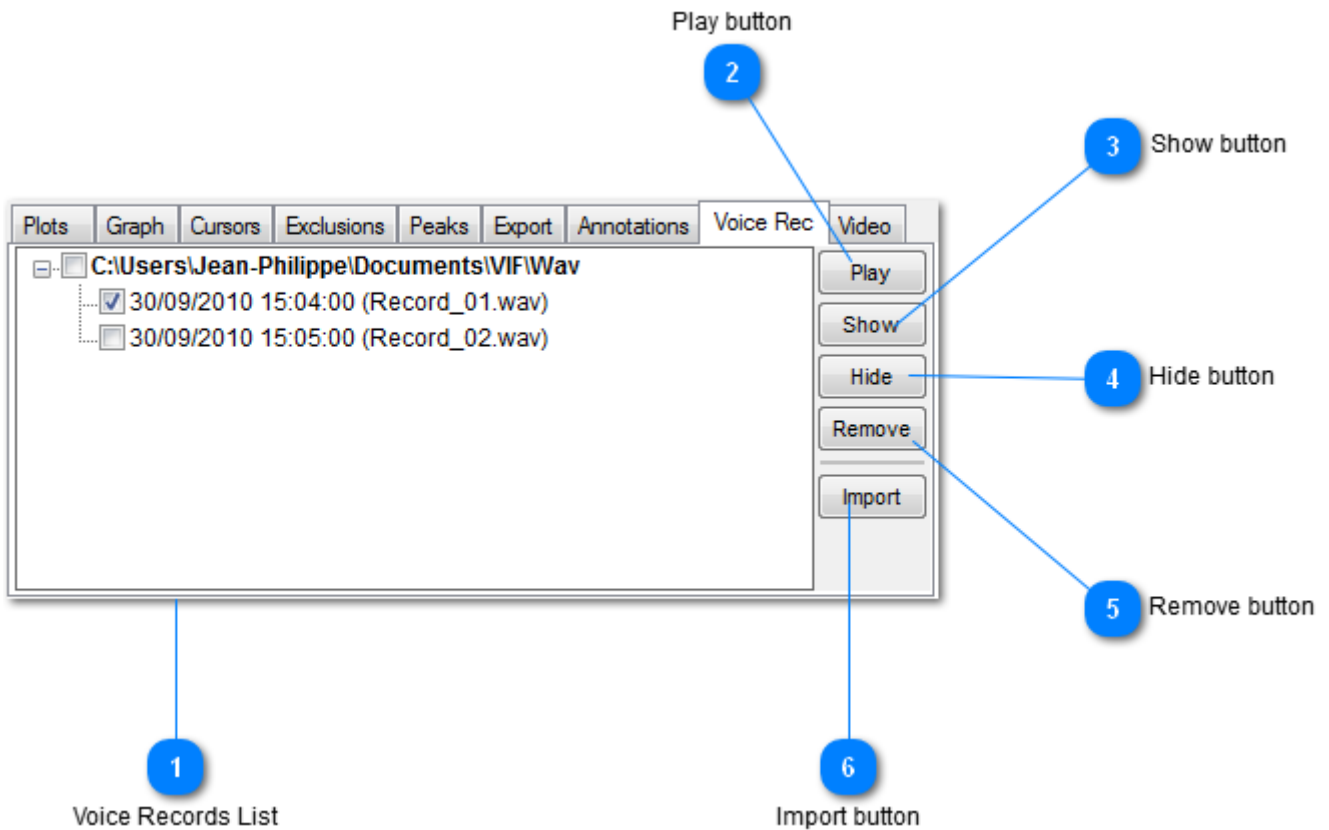 Play button
2
3 Show button
Plots Graph Cursors Exclusions Peaks Export Annotations Voice Rec Video
C:\Users\Jean-Philippe\Documents\VIF\Wav
Play
30/09/2010 15:04:00 (Record_01.wav)
Show
30/09/2010 15:05:00 (Record_02.wav)
Hide
4 Hide button
Remove
Import
5 Remove button
1
6
Voice Records List
Import button